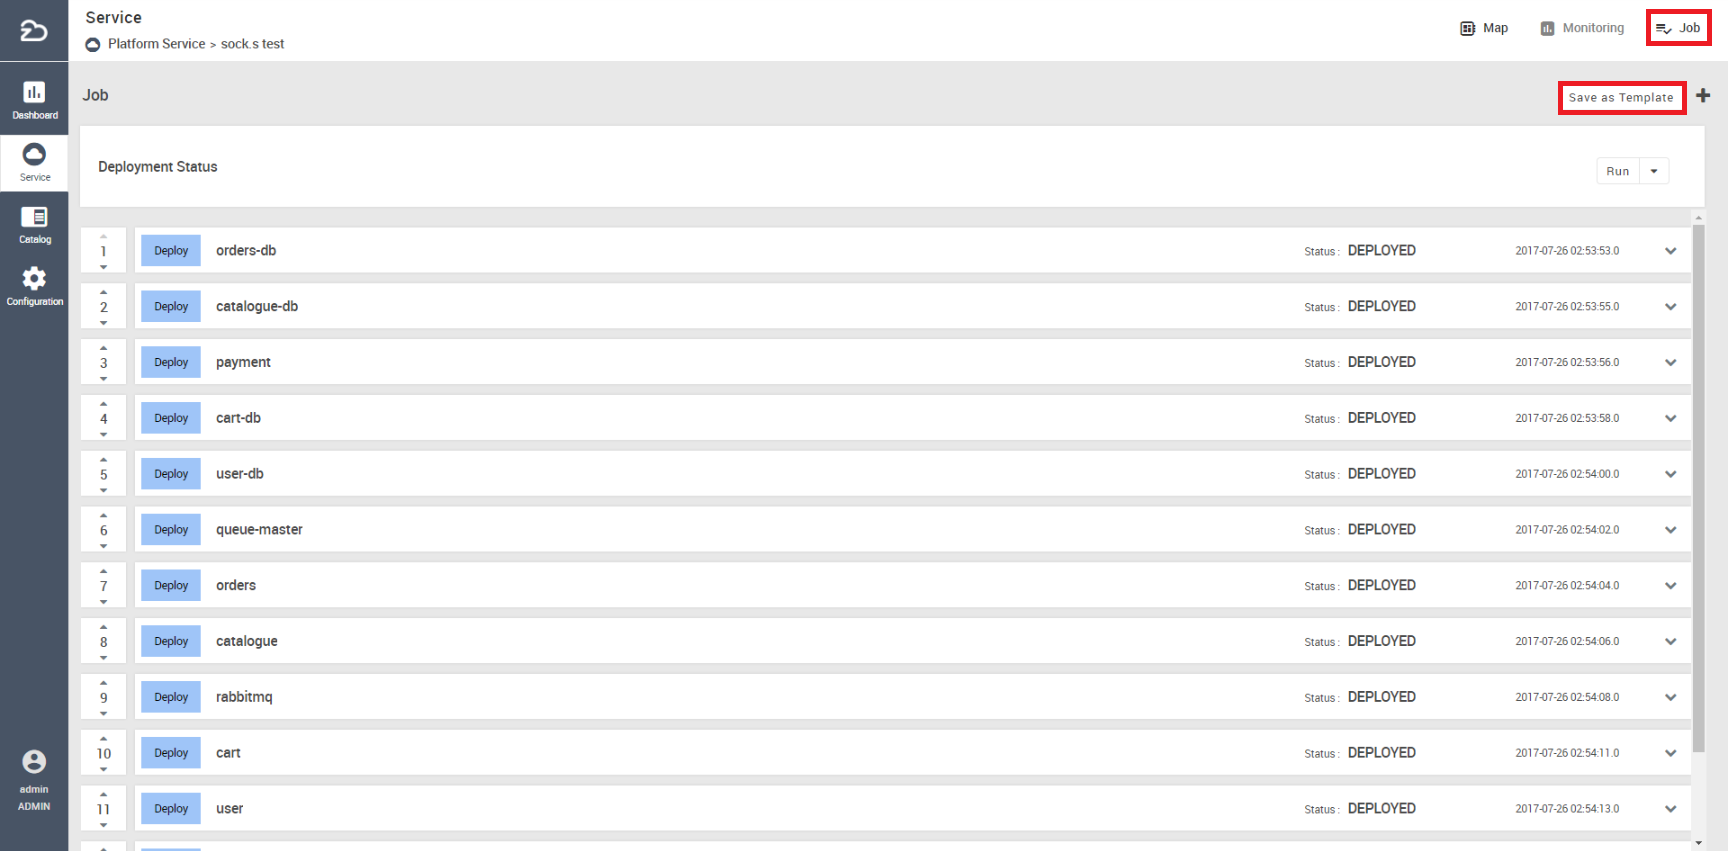 Service
Platform Service > sock.s test
Map
Monitoring
Job
Dashboard
Service
Catalog
Configuration
admin
ADMIN
Job
Save as Template
Deployment Status
Run
1 Deploy orders-db Status : DEPLOYED 2017-07-26 02:53:53.0
2 Deploy catalogue-db Status : DEPLOYED 2017-07-26 02:53:55.0
3 Deploy payment Status : DEPLOYED 2017-07-26 02:53:56.0
4 Deploy cart-db Status : DEPLOYED 2017-07-26 02:53:58.0
5 Deploy user-db Status : DEPLOYED 2017-07-26 02:54:00.0
6 Deploy queue-master Status : DEPLOYED 2017-07-26 02:54:02.0
7 Deploy orders Status : DEPLOYED 2017-07-26 02:54:04.0
8 Deploy catalogue Status : DEPLOYED 2017-07-26 02:54:06.0
9 Deploy rabbitmq Status : DEPLOYED 2017-07-26 02:54:08.0
10 Deploy cart Status : DEPLOYED 2017-07-26 02:54:11.0
11 Deploy user Status : DEPLOYED 2017-07-26 02:54:13.0